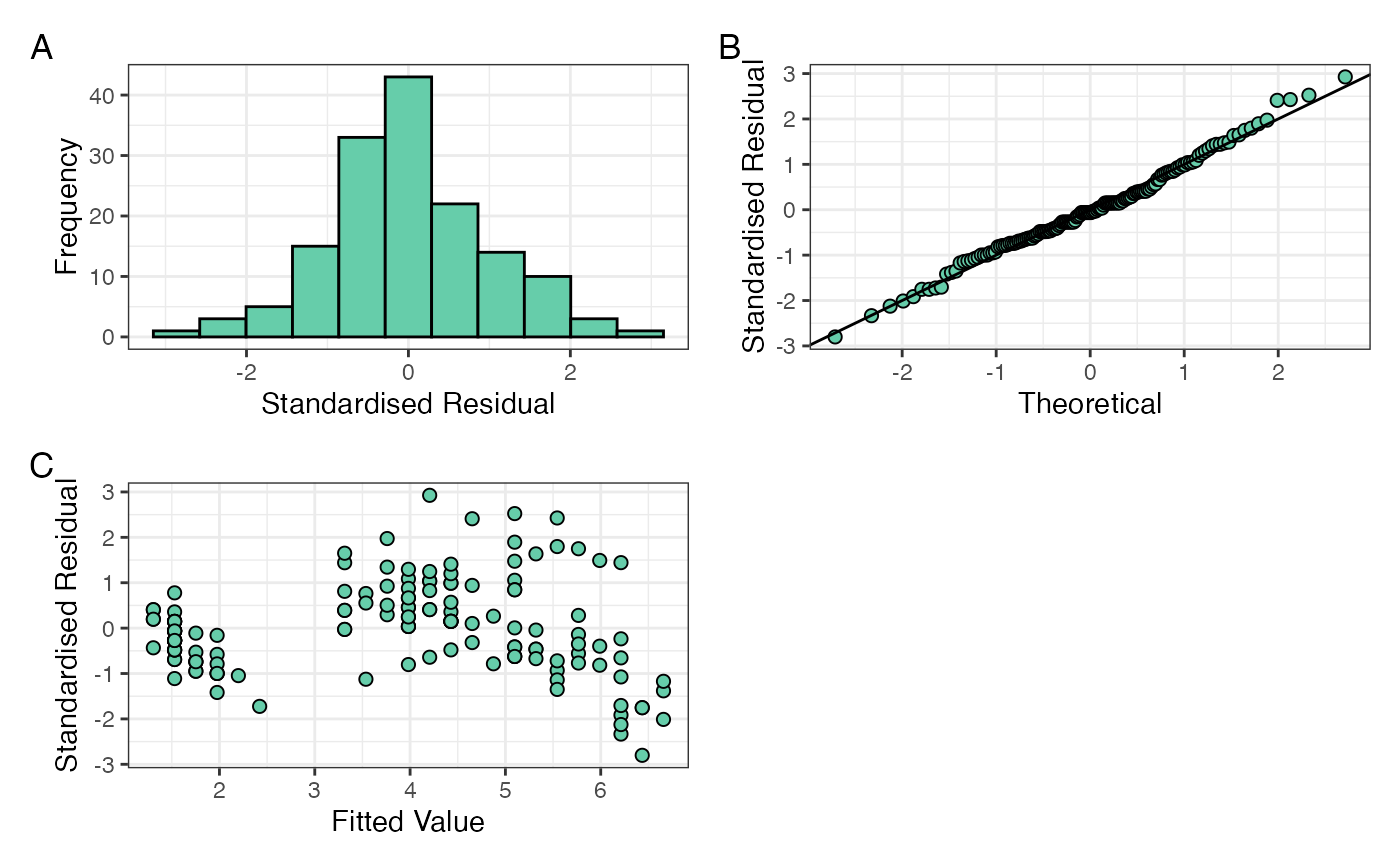 A
Frequency
40
30
20
10
0
-2 0 2
Standardised Residual
B
Standardised Residual
3
2
1
0
-1
-2
-3
-2 -1 0 1 2
Theoretical
C
Standardised Residual
3
2
1
0
-1
-2
-3
2 3 4 5 6
Fitted Value